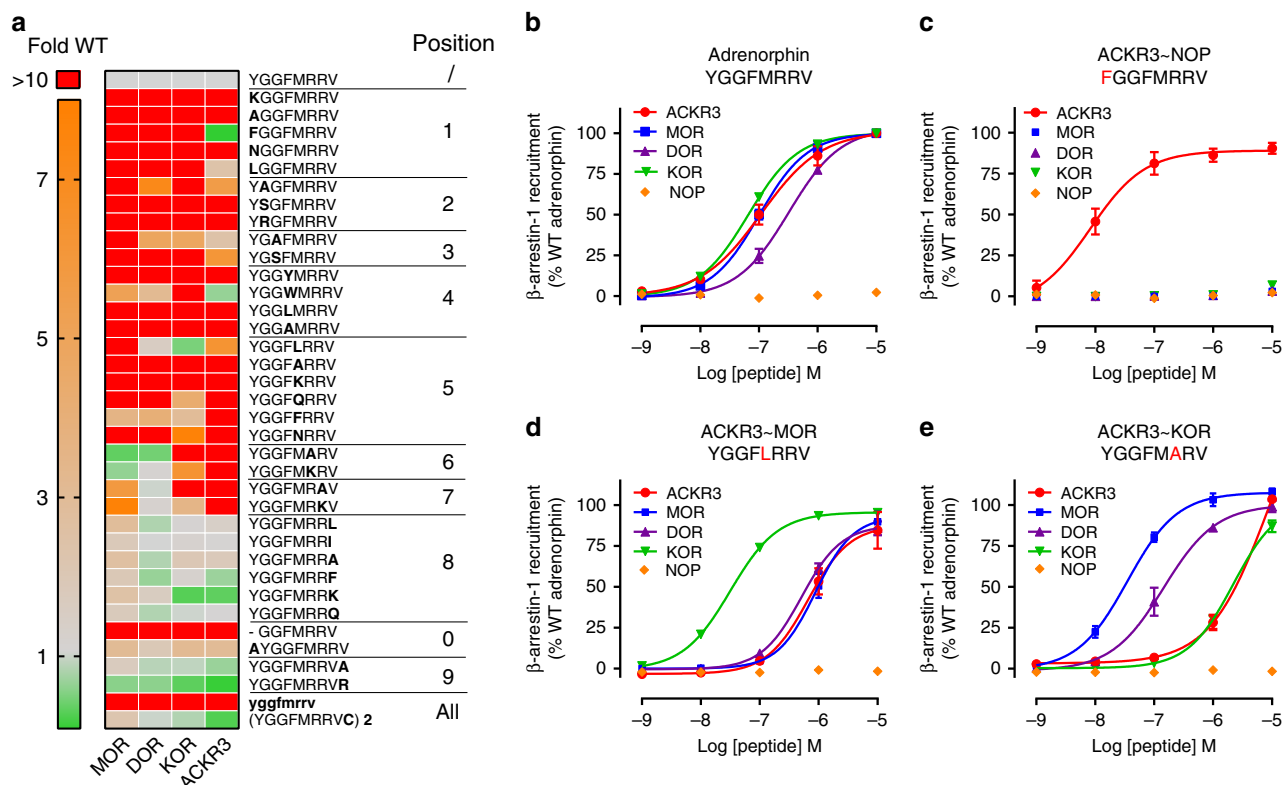 a
Fold WT
Position
>10
7
5
3
1
YGGFMRRV
/
KGGFMRRV
AGGFMRRV
FGGFMRRV
NGGFMRRV
LGGFMRRV
1
YAGFMRRV
YSGFMRRV
YRGFMRRV
2
YGAFMRRV
YGSFMRRV
3
YGGYMRRV
YGGWMRRV
YGGLMRRV
YGGAMRRV
4
YGGFLRRV
YGGFARRV
YGGFKRRV
YGGFQRRV
YGGFFRRV
YGGFNRRV
5
YGGFMARV
YGGFMKRV
6
YGGFMRAV
YGGFMRKV
7
YGGFMRRL
YGGFMRRI
YGGFMRRA
YGGFMRRF
YGGFMRRK
YGGFMRRQ
8
- GGFMRRV
AYGGFMRRV
0
YGGFMRRVA
YGGFMRRVR
9
yggfmrrv
(YGGFMRRVC) 2
All
MOR
DOR
KOR
ACKR3
b
Adrenorphin
YGGFMRRV
ACKR3
MOR
DOR
KOR
NOP
100
75
50
25
0
β-arrestin-1 recruitment
(% WT adrenorphin)
–9 –8 –7 –6 –5
Log [peptide] M
c
ACKR3~NOP
FGGFMRRV
ACKR3
MOR
DOR
KOR
NOP
100
75
50
25
0
β-arrestin-1 recruitment
(% WT adrenorphin)
–9 –8 –7 –6 –5
Log [peptide] M
d
ACKR3~MOR
YGGFLRRV
ACKR3
MOR
DOR
KOR
NOP
100
75
50
25
0
β-arrestin-1 recruitment
(% WT adrenorphin)
–9 –8 –7 –6 –5
Log [peptide] M
e
ACKR3~KOR
YGGFMARV
ACKR3
MOR
DOR
KOR
NOP
100
75
50
25
0
β-arrestin-1 recruitment
(% WT adrenorphin)
–9 –8 –7 –6 –5
Log [peptide] M